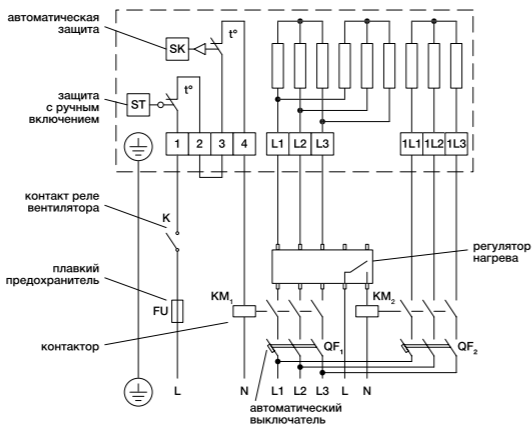 автоматическая
защита
SK
t°
защита
с ручным
включением
ST
t°
1 2 3 4 L1 L2 L3 1L1 1L2 1L3
контакт реле
вентилятора
K
регулятор
нагрева
плавкий
предохранитель
FU
KM1
KM2
контактор
QF1
QF2
L N L1 L2 L3 L N
автоматический
выключатель